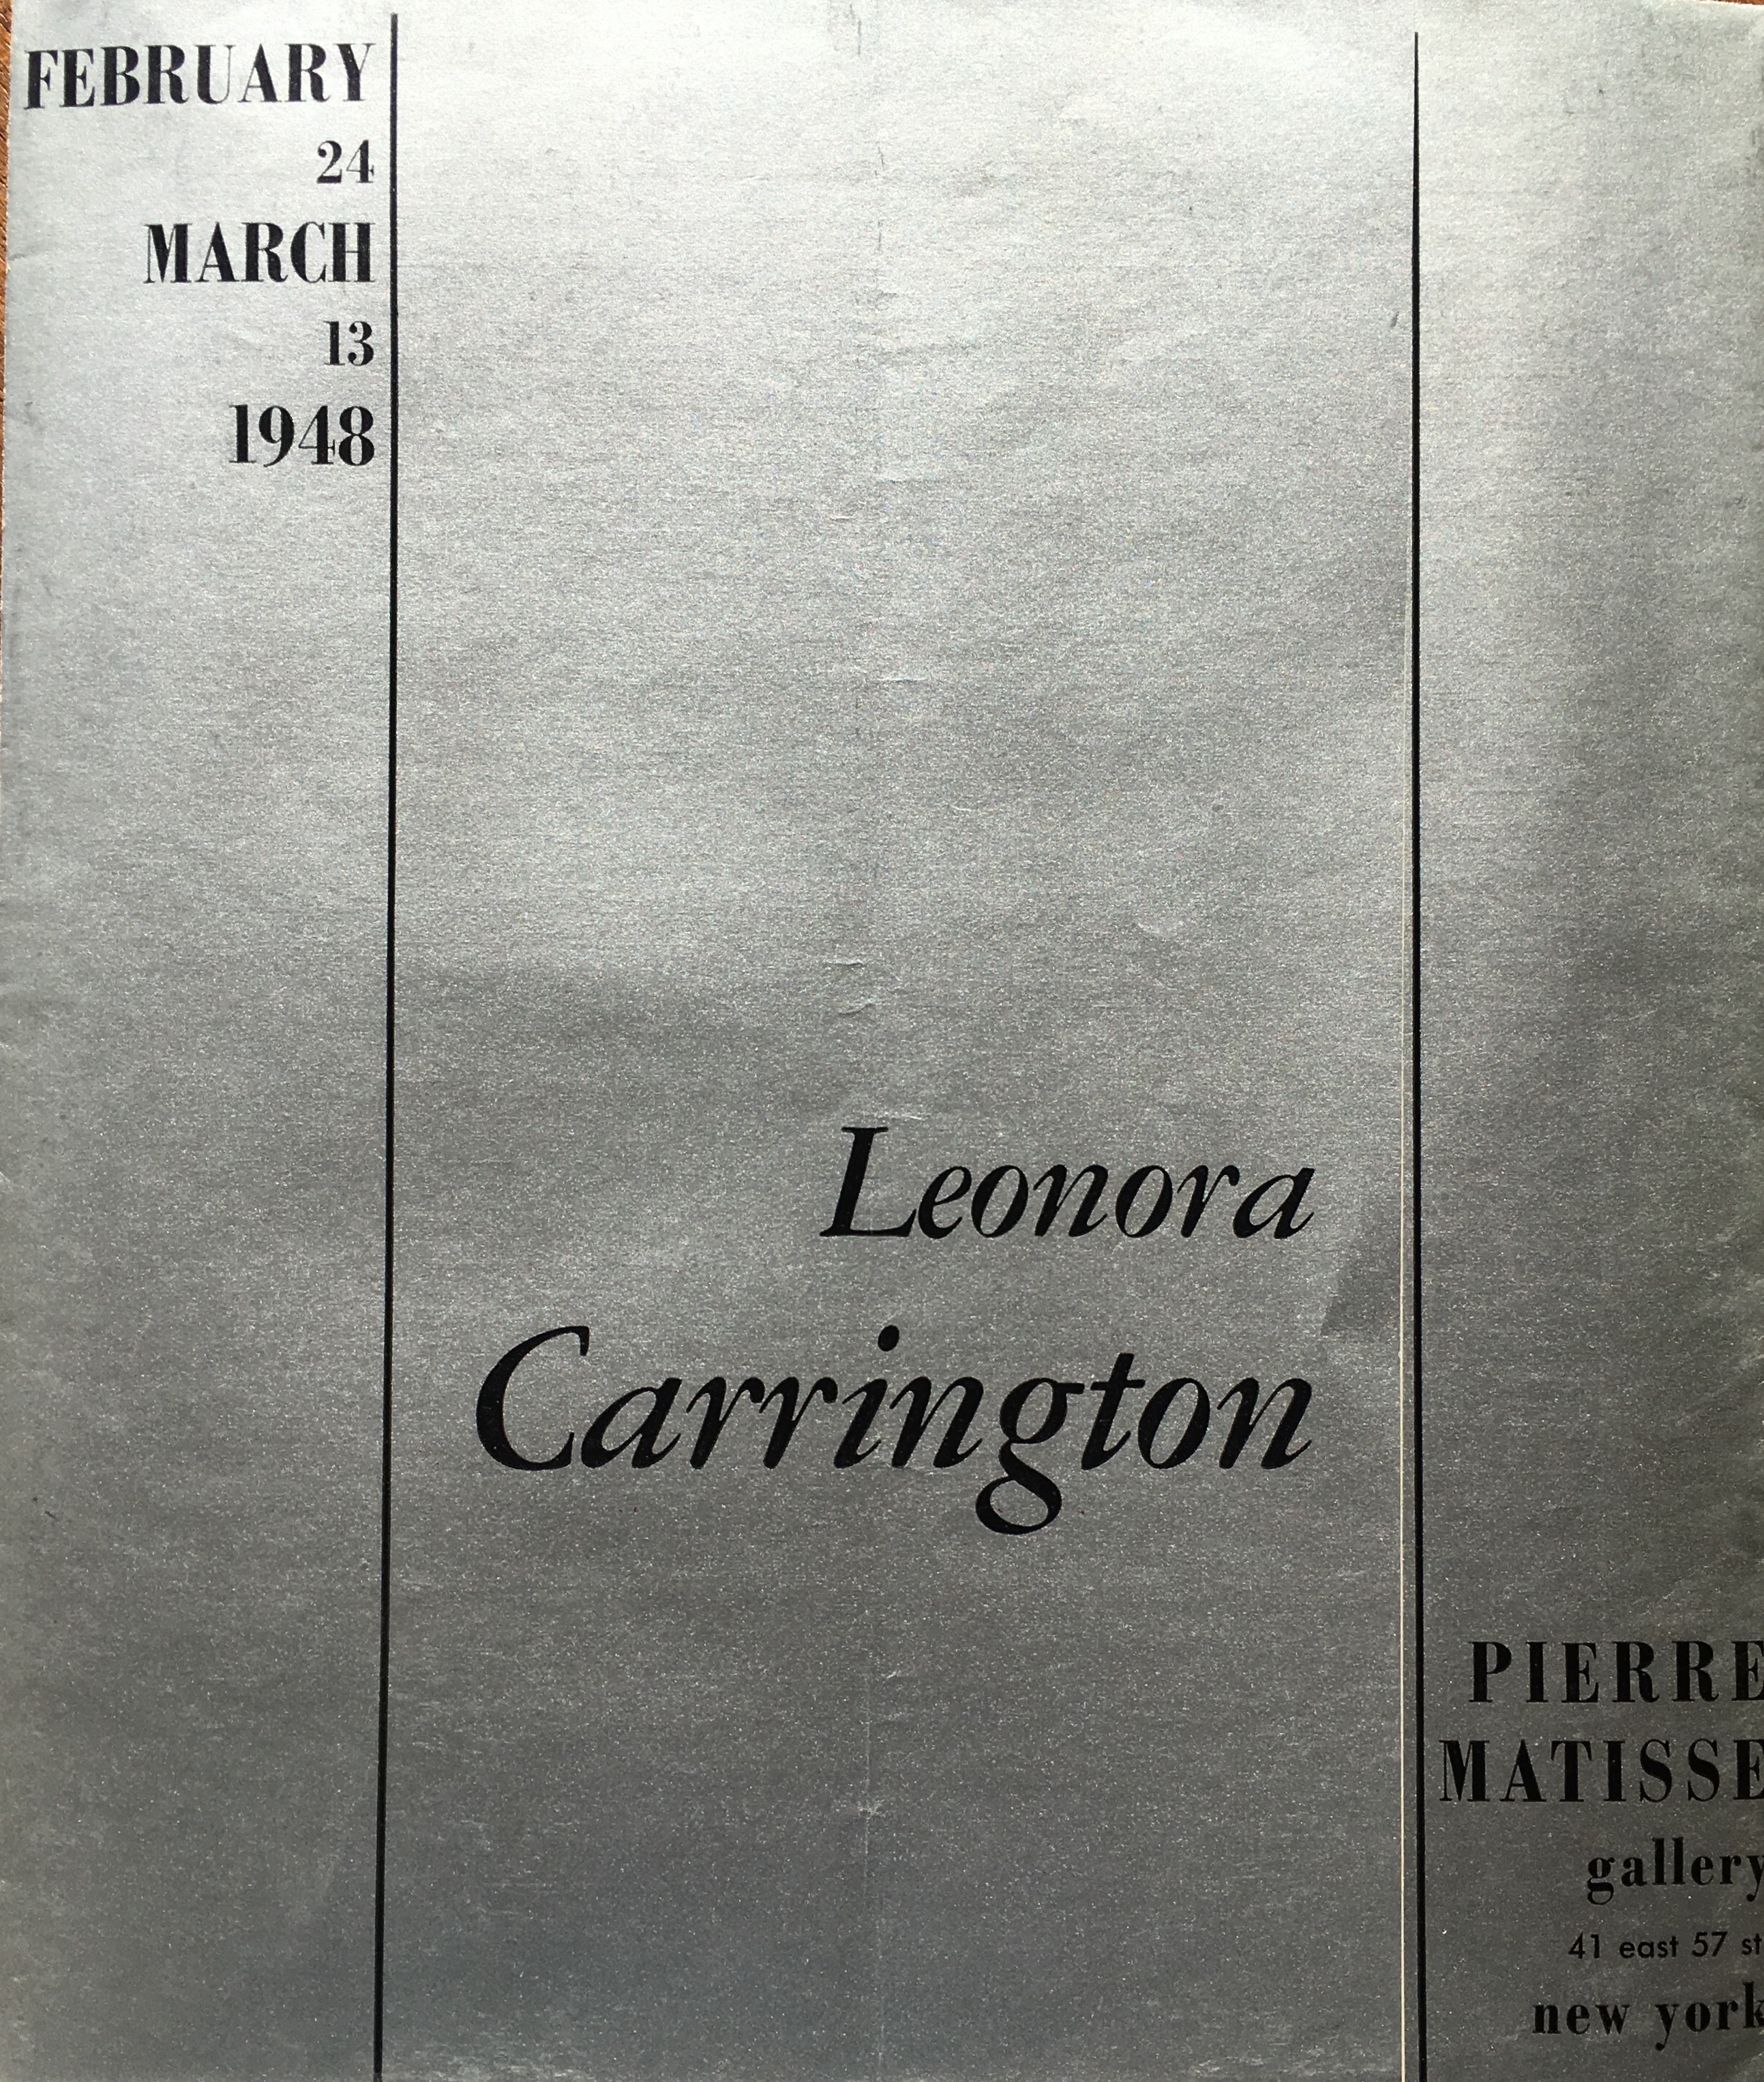 FEBRUARY
24
MARCH
13
1948
Leonora
Carrington
PIERRE
MATISSE
gallery
41 east 57 st
new york